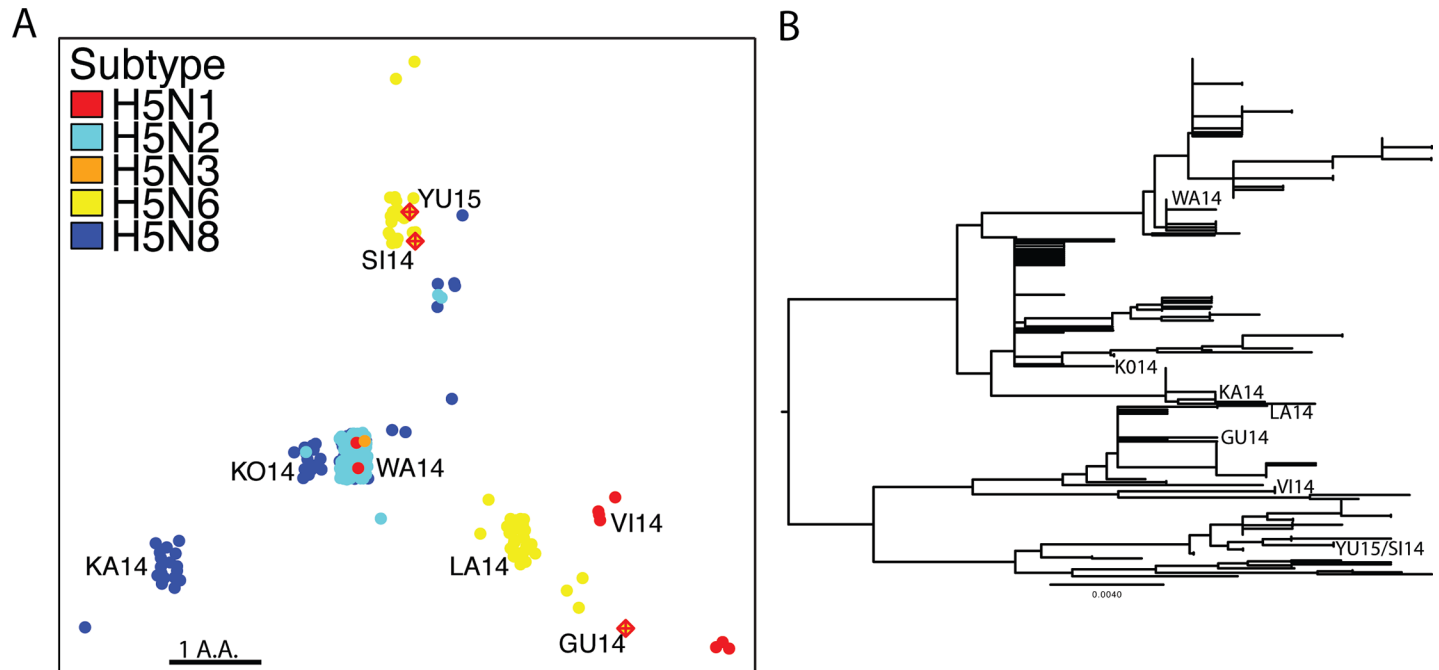 A
Subtype
H5N1
H5N2
H5N3
H5N6
H5N8
YU15
SI14
KO14
WA14
VI14
KA14
LA14
GU14
1 A.A.
B
WA14
K014
KA14
LA14
GU14
VI14
YU15/SI14
0.0040